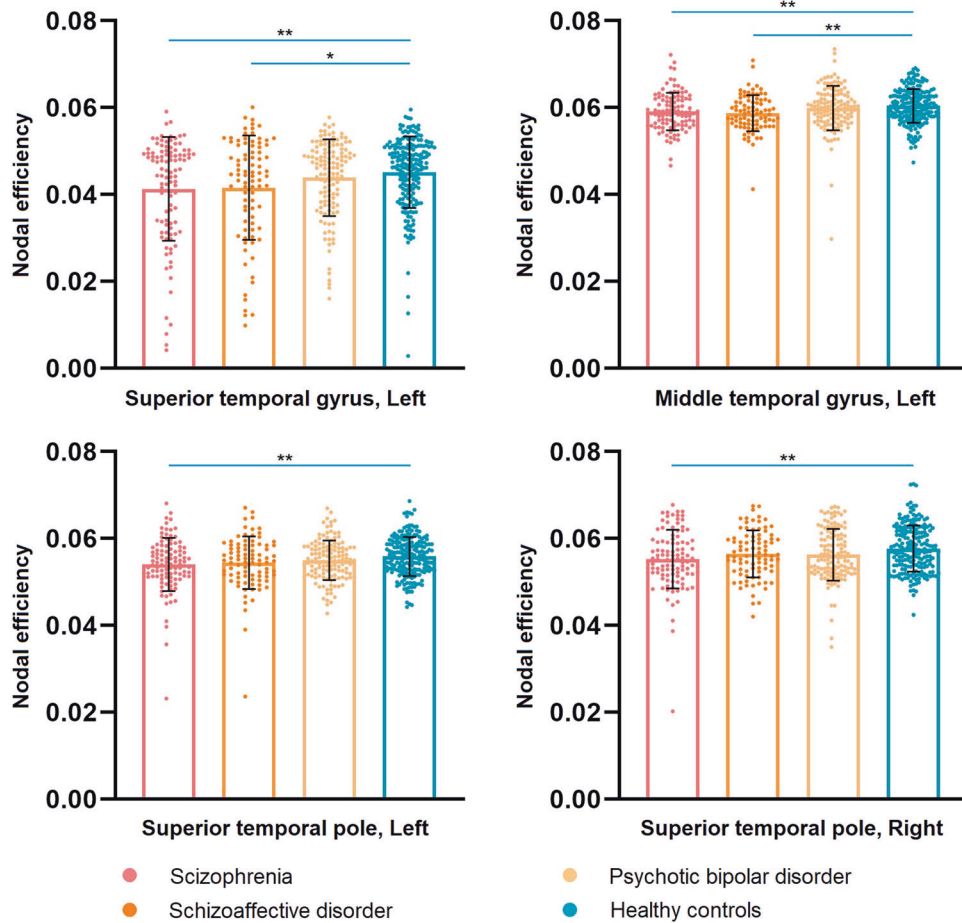 0.08
0.06
0.04
0.02
0.00
Nodal efficiency
**
*
Superior temporal gyrus, Left
0.08
0.06
0.04
0.02
0.00
Nodal efficiency
**
**
Middle temporal gyrus, Left
0.08
0.06
0.04
0.02
0.00
Nodal efficiency
**
Superior temporal pole, Left
0.08
0.06
0.04
0.02
0.00
Nodal efficiency
**
Superior temporal pole, Right
Scizophrenia
Psychotic bipolar disorder
Schizoaffective disorder
Healthy controls